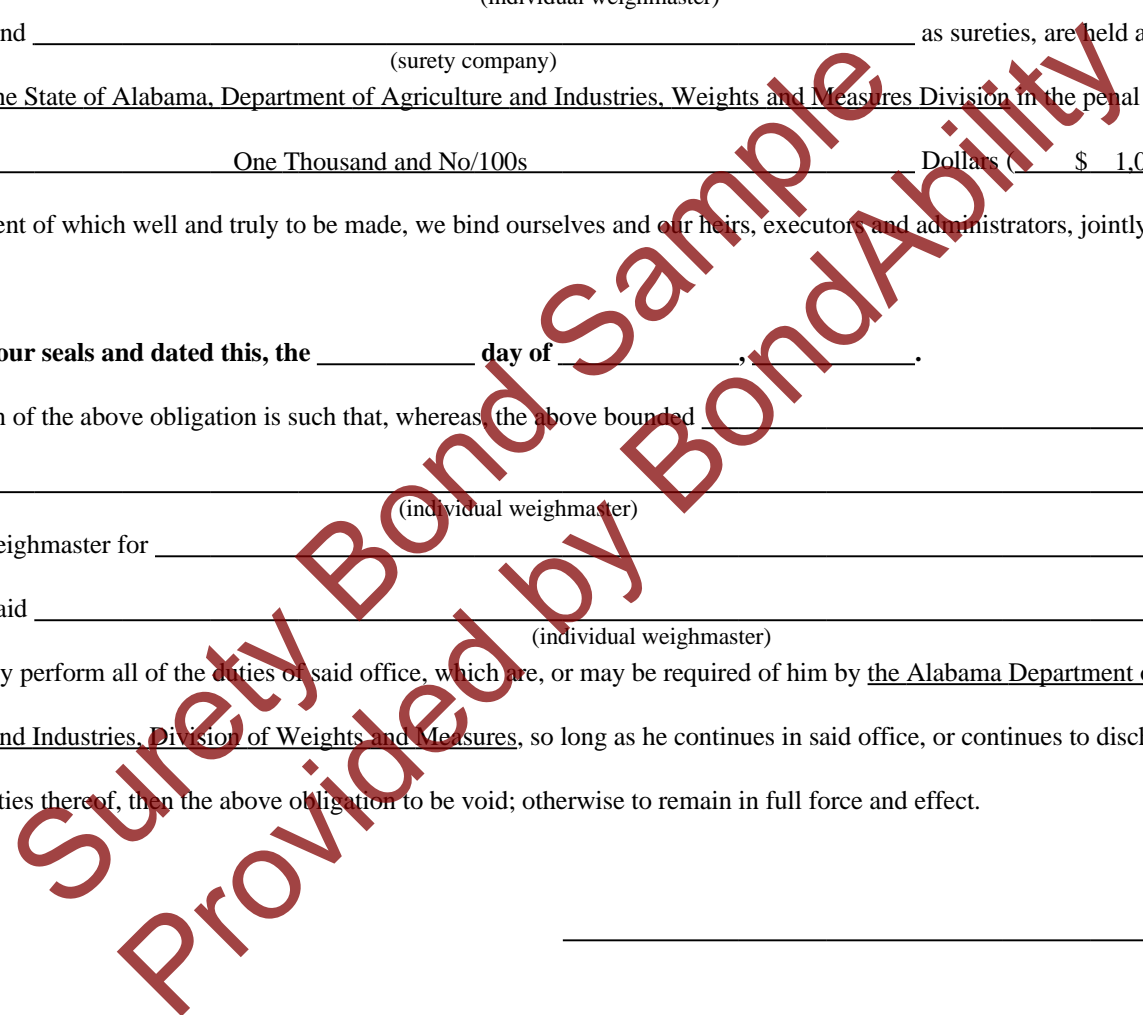 (individual weighmaster)
nd ______ as sureties, are held a
(surety company)
he State of Alabama, Department of Agriculture and Industries, Weights and Measures Division in the penal
One Thousand and No/100s Dollars ( $ 1,0
ent of which well and truly to be made, we bind ourselves and our heirs, executors and administrators, jointly
our seals and dated this, the ______ day of ______, ______.
n of the above obligation is such that, whereas, the above bounded ______
(individual weighmaster)
eighmaster for ______
aid ______
(individual weighmaster)
y perform all of the duties of said office, which are, or may be required of him by the Alabama Department
nd Industries, Division of Weights and Measures, so long as he continues in said office, or continues to disch
ties thereof, then the above obligation to be void; otherwise to remain in full force and effect.
Surety Bond Sample
Provided by BondAbility